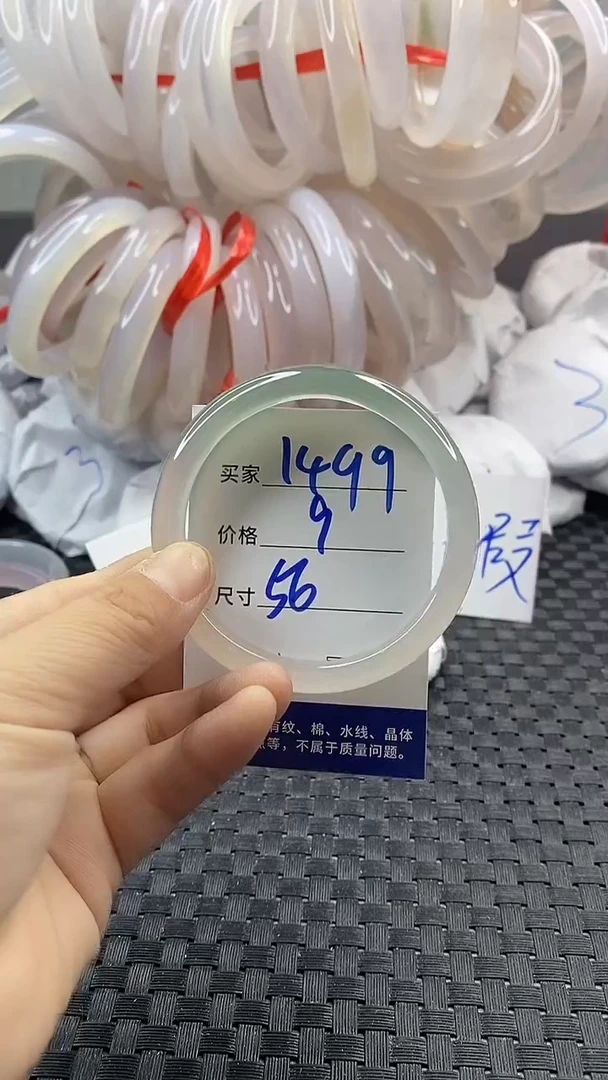 3
3
买家 1499
价格 9
尺寸 56
有纹、棉、水线、晶体
点等，不属于质量问题。